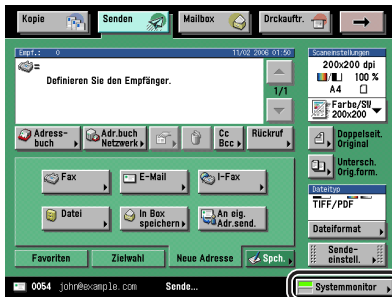 Kopie Senden Mailbox Drckauftr.
Empf.: 0 11/02 2006 01:50
Definieren Sie den Empfänger.
1/1
Adress-
buch
Adr.buch
Netzwerk
Cc
Bcc
Rückruf
Fax E-Mail I-Fax
Datei
In Box
speichern
An eig.
Adr.send.
Favoriten Zielwahl Neue Adresse Spch.
Scaneinstellungen
200x200 dpi
100 %
A4
Farbe/SW
200x200
Doppelseit.
Original
Untersch.
Orig.form.
Dateityp
TIFF/PDF
Dateiformat
Sende-
einstell.
0054 john@example.com Sende... Systemmonitor